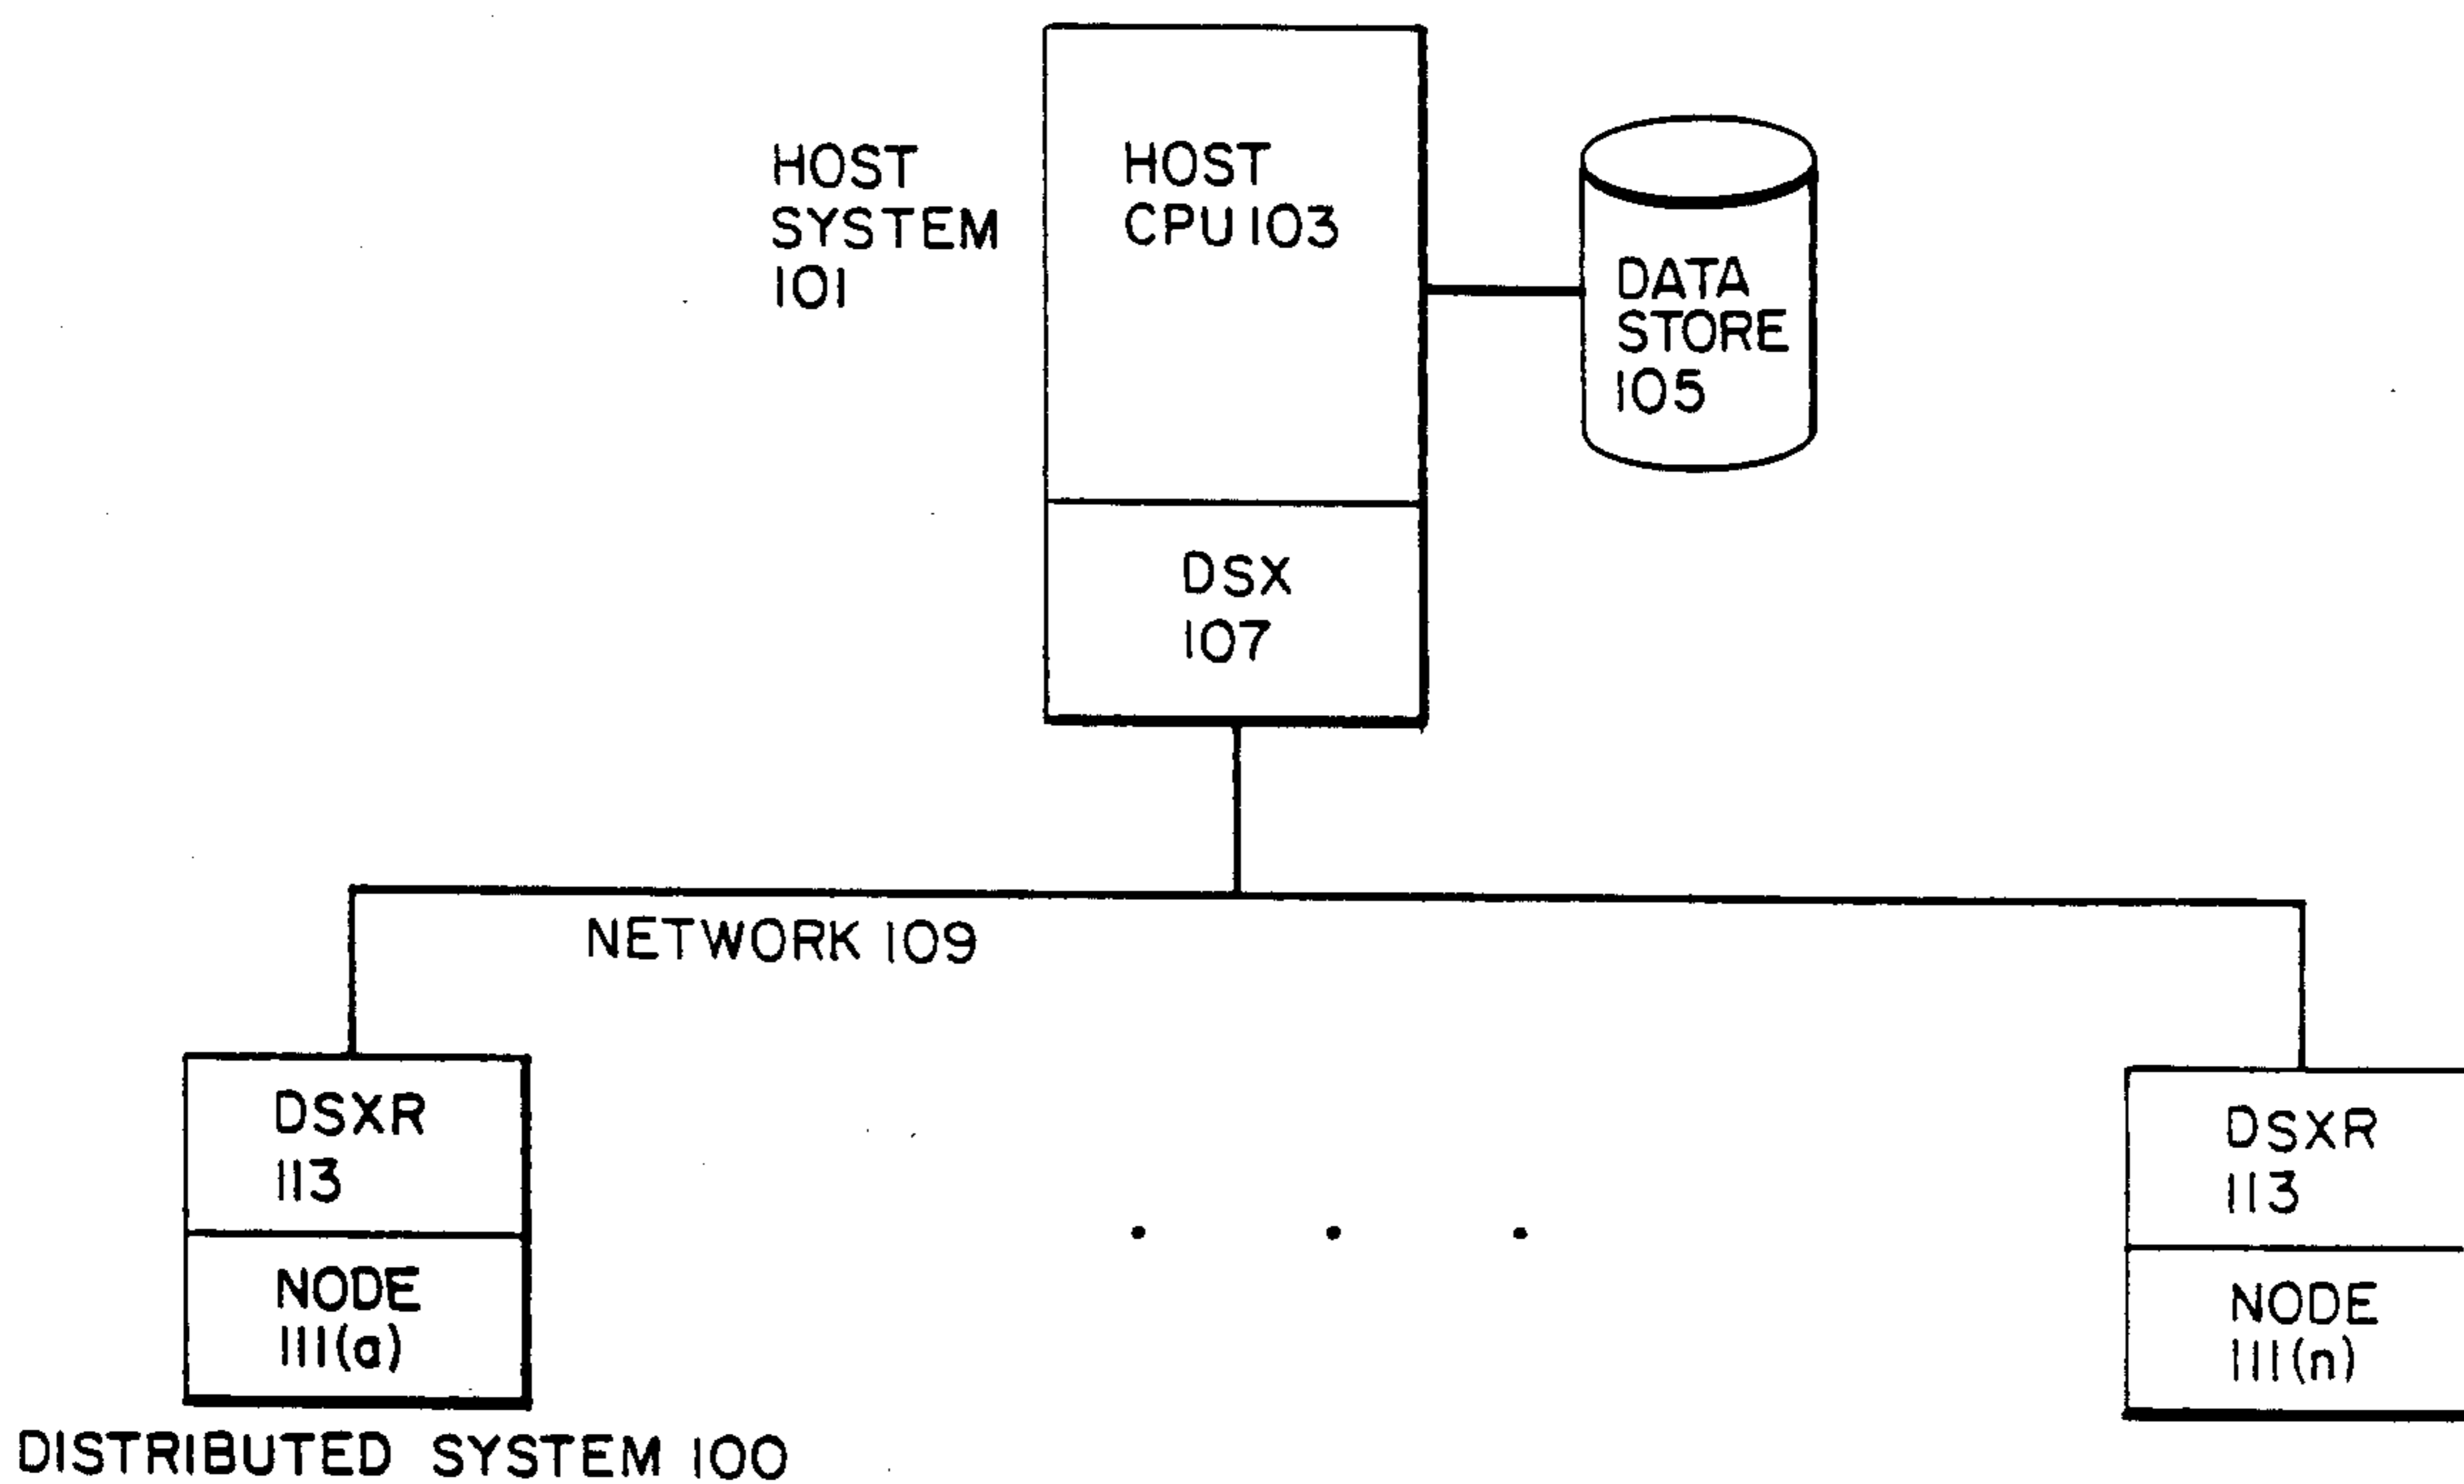 HOST
SYSTEM
101
HOST
CPU 103
DATA
STORE
105
DSX
107
NETWORK 109
DSXR
113
NODE
111(a)
DSXR
113
NODE
111(n)
DISTRIBUTED SYSTEM 100